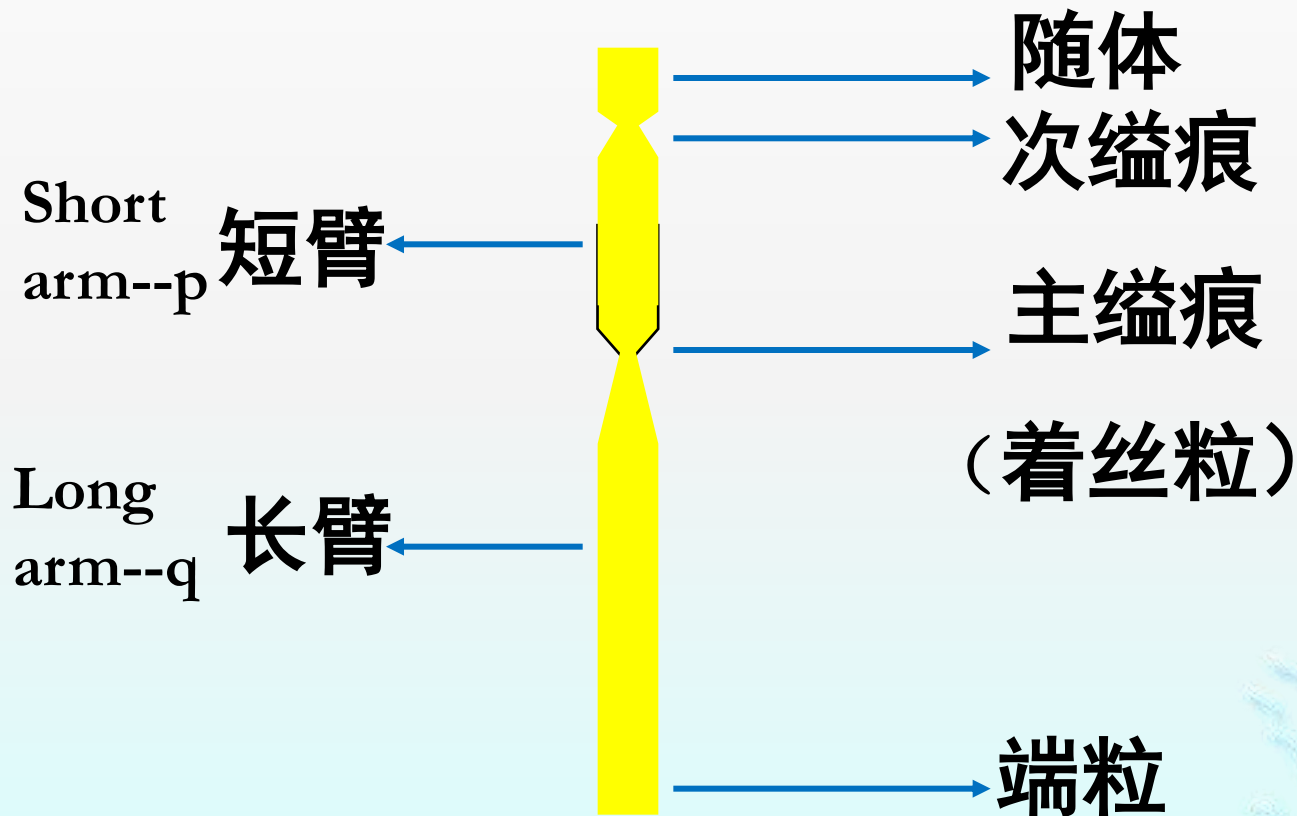 随体
次缢痕
Short
arm--p 短臂
主缢痕
（着丝粒）
Long
arm--q 长臂
端粒